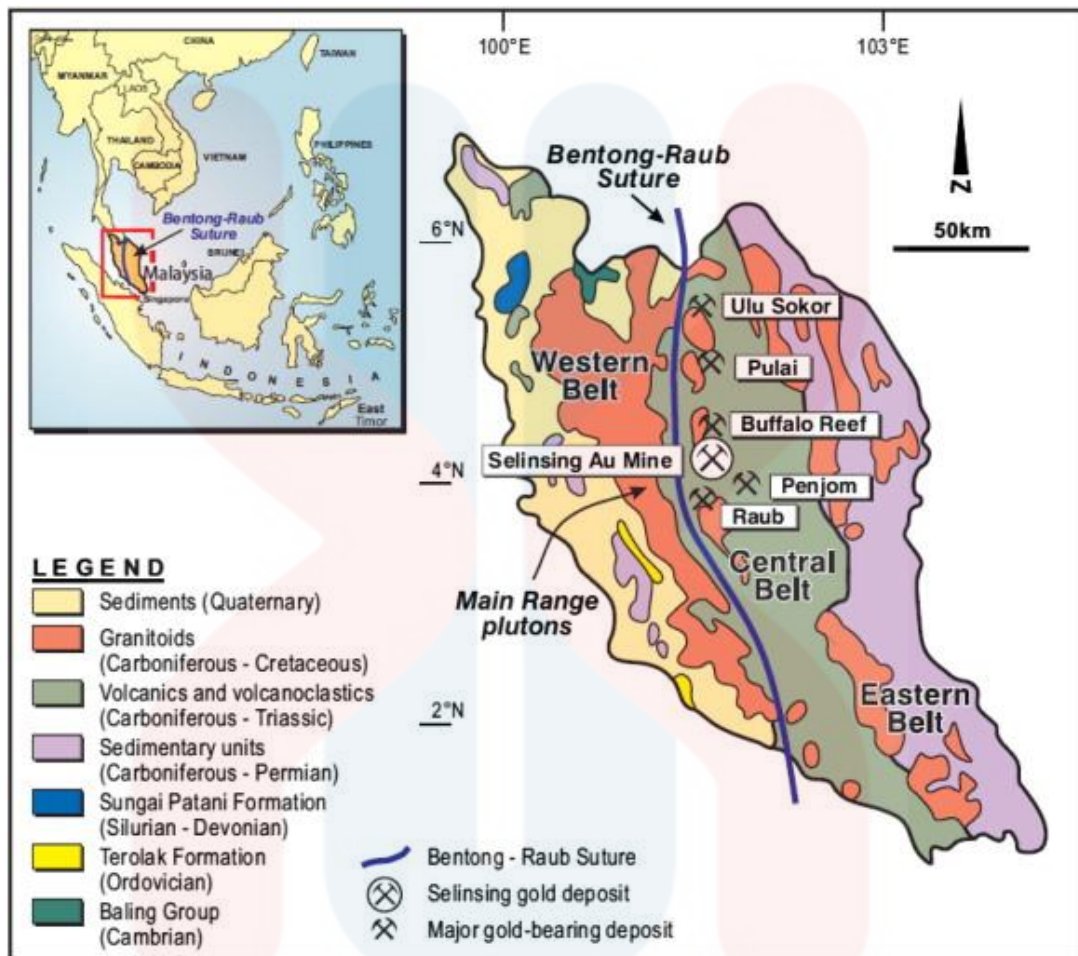 100°E
103°E
CHINA
TAIWAN
MYANMAR
LAOS
THAILAND
VIETNAM
CAMBODIA
PHILIPPINES
Bentong-Raub
Suture
BRUNEI
Malaysia
Singapore
INDONESIA
East
Timor
Bentong-Raub
Suture
N
50km
6°N
4°N
2°N
Ulu Sokor
Western
Belt
Pulai
Buffalo Reef
Selinsing Au Mine
Penjom
Raub
Central
Belt
Main Range
plutons
Eastern
Belt
LEGEND
Sediments (Quaternary)
Granitoids
(Carboniferous - Cretaceous)
Volcanics and volcanoclastics
(Carboniferous - Triassic)
Sedimentary units
(Carboniferous - Permian)
Sungai Patani Formation
(Silurian - Devonian)
Terolak Formation
(Ordovician)
Baling Group
(Cambrian)
Bentong - Raub Suture
Selinsing gold deposit
Major gold-bearing deposit